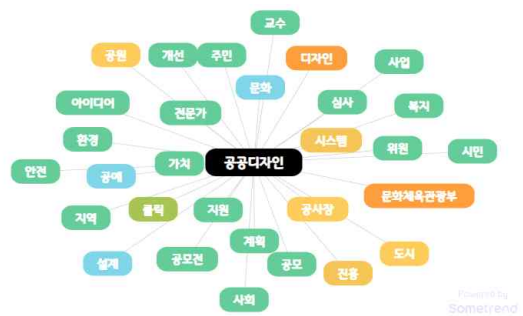 교수
공원
개선
주민
디자인
사업
문화
아이디어
전문가
심사
복지
환경
시스템
위원
시민
안전
공예
가치
공공디자인
문화체육관광부
지역
클릭
지원
공사장
계획
도시
설계
공모전
공모
진흥
사회
Powered by
Sometrend